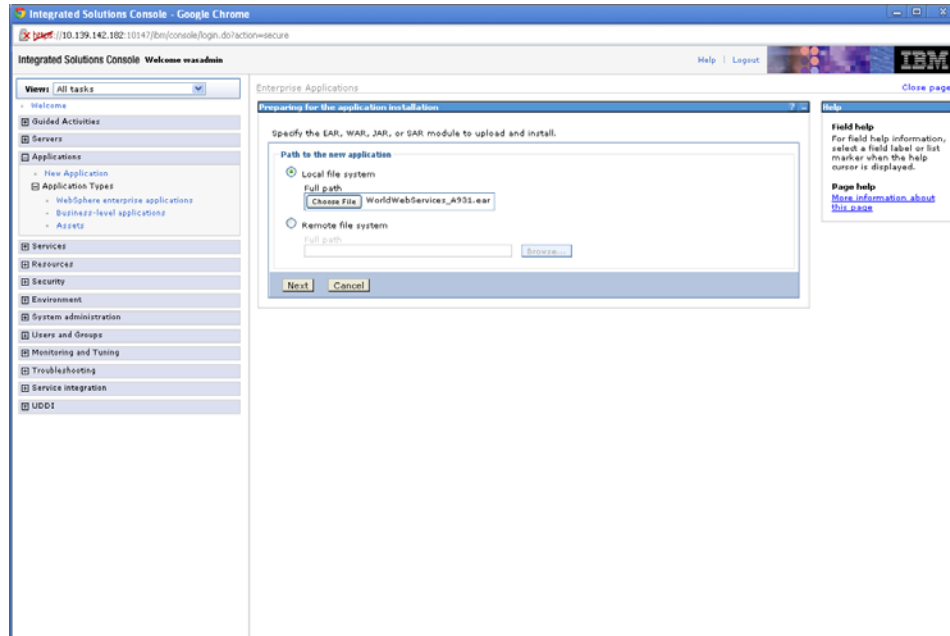 Integrated Solutions Console - Google Chrome
https://10.139.142.182:10147/ibm/console/login.do?action=secure
Integrated Solutions Console Welcome wasadmin
Help | Logout
IBM
View: All tasks
Welcome
Guided Activities
Servers
Applications
New Application
Application Types
WebSphere enterprise applications
Business-level applications
Assets
Services
Resources
Security
Environment
System administration
Users and Groups
Monitoring and Tuning
Troubleshooting
Service integration
UDDI
Enterprise Applications
Close page
Preparing for the application installation
? -
Specify the EAR, WAR, JAR, or SAR module to upload and install.
Path to the new application
Local file system
Full path
Choose File WorldWebServices_A931.ear
Remote file system
Full path
Browse...
Next Cancel
Help
Field help
For field help information,
select a field label or list
marker when the help
cursor is displayed.
Page help
More information about
this page